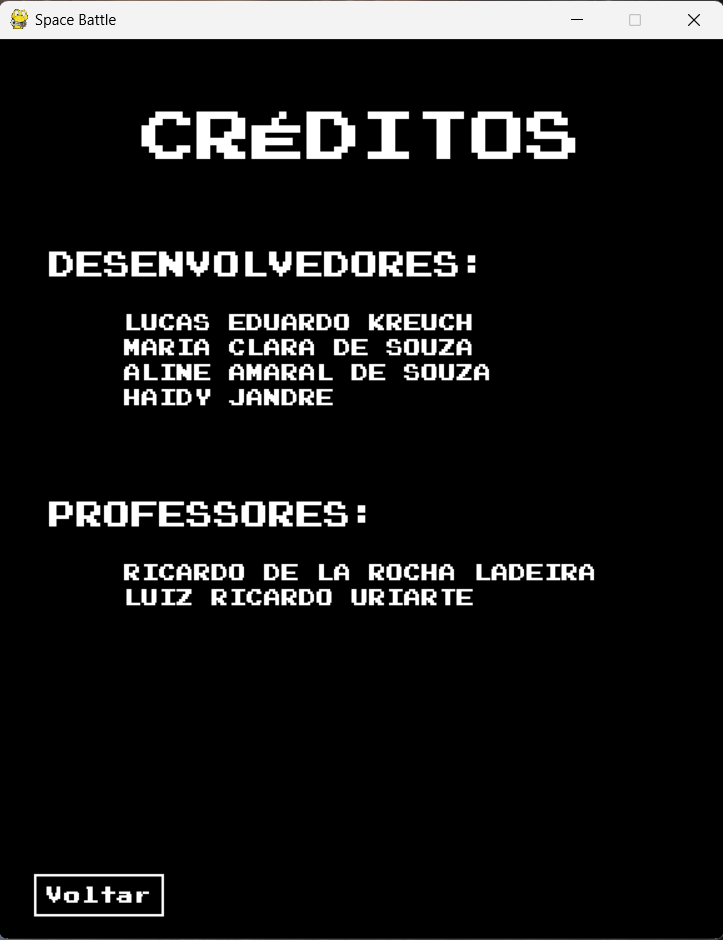 Space Battle
CRéDITOS
DESENVOLVEDORES:
LUCAS EDUARDO KREUCH
MARIA CLARA DE SOUZA
ALINE AMARAL DE SOUZA
HAIDY JANDRE
PROFESSORES:
RICARDO DE LA ROCHA LADEIRA
LUIZ RICARDO URIARTE
Voltar